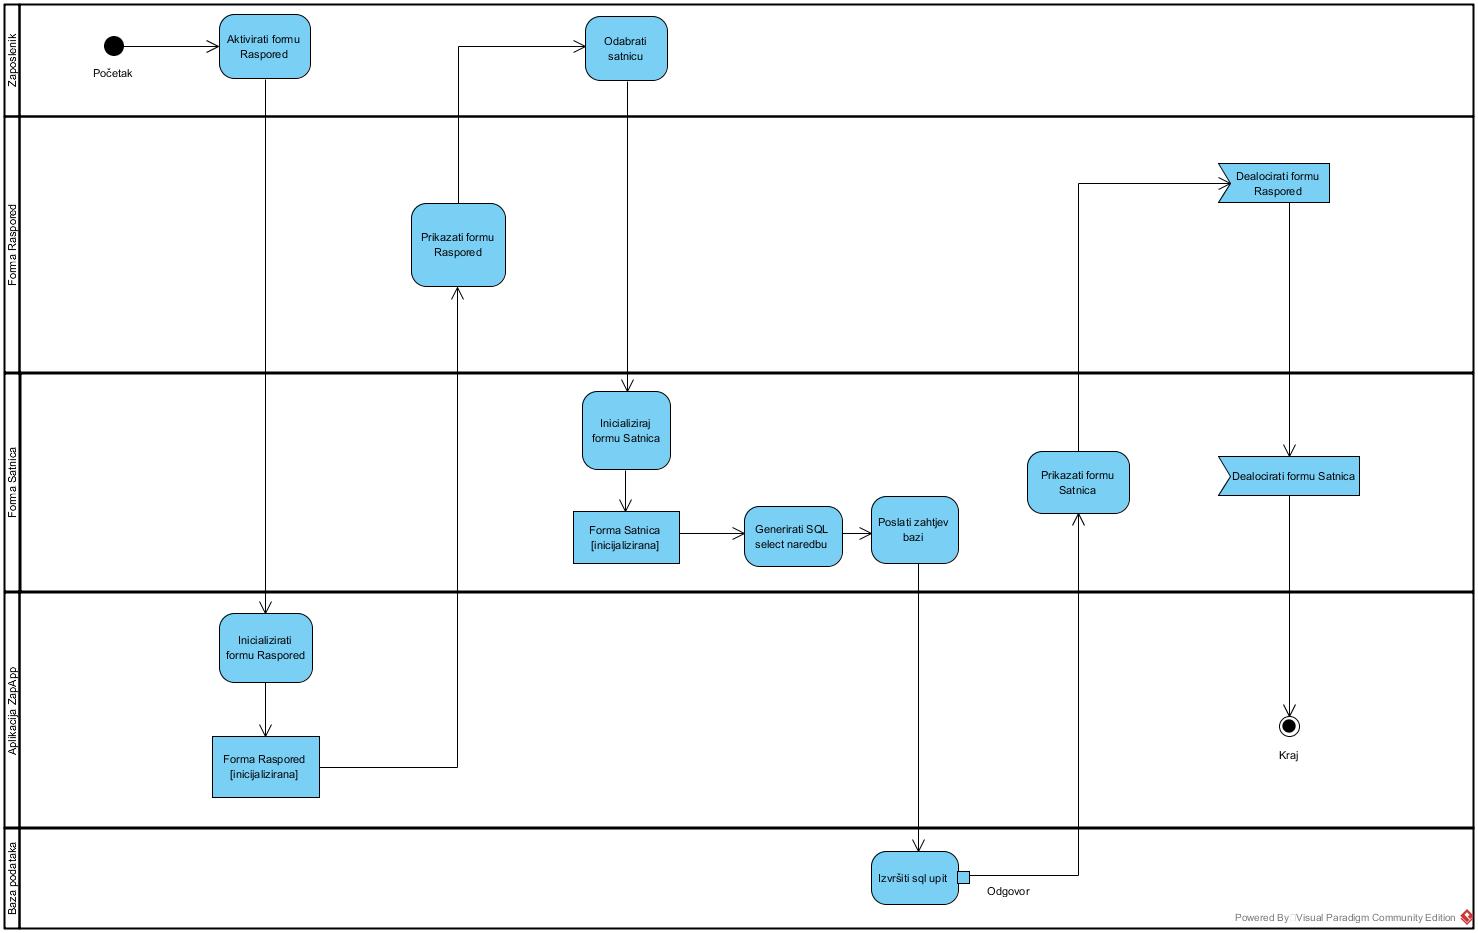 Zaposlenik
Početak
Aktivirati formu
Raspored
Odabrati
satnicu
Forma Raspored
Prikazati formu
Raspored
Dealocirati formu
Raspored
Forma Satnica
Inicializiraj
formu Satnica
Forma Satnica
[inicijalizirana]
Generirati SQL
select naredbu
Poslati zahtjev
bazi
Prikazati formu
Satnica
Dealocirati formu Satnica
Aplikacija ZapApp
Inicializirati
formu Raspored
Forma Raspored
[inicijalizirana]
Kraj
Baza podataka
Izvršiti sql upit
Odgovor
Powered By Visual Paradigm Community Edition